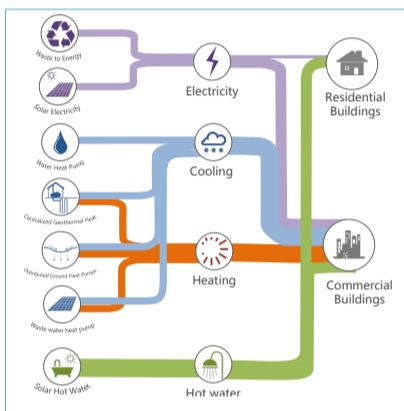 Waste to Energy
Solar Electricity
Water Heat Pump
Centralized Geothermal Heat
Distributed Ground Heat Pumps
Waste water heat pump
Solar Hot Water
Electricity
Cooling
Heating
Hot water
Residential
Buildings
Commercial
Buildings